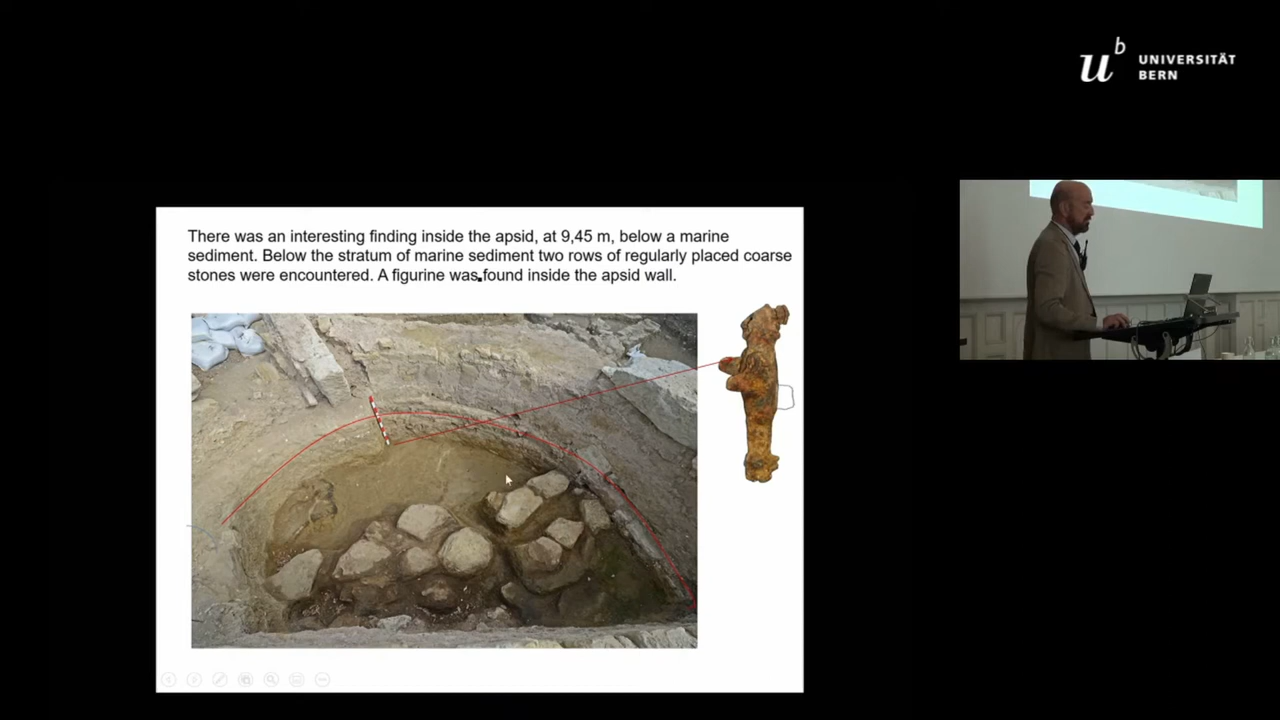 u^b
UNIVERSITÄT
BERN
There was an interesting finding inside the apsid, at 9,45 m, below a marine
sediment. Below the stratum of marine sediment two rows of regularly placed coarse
stones were encountered. A figurine was found inside the apsid wall.